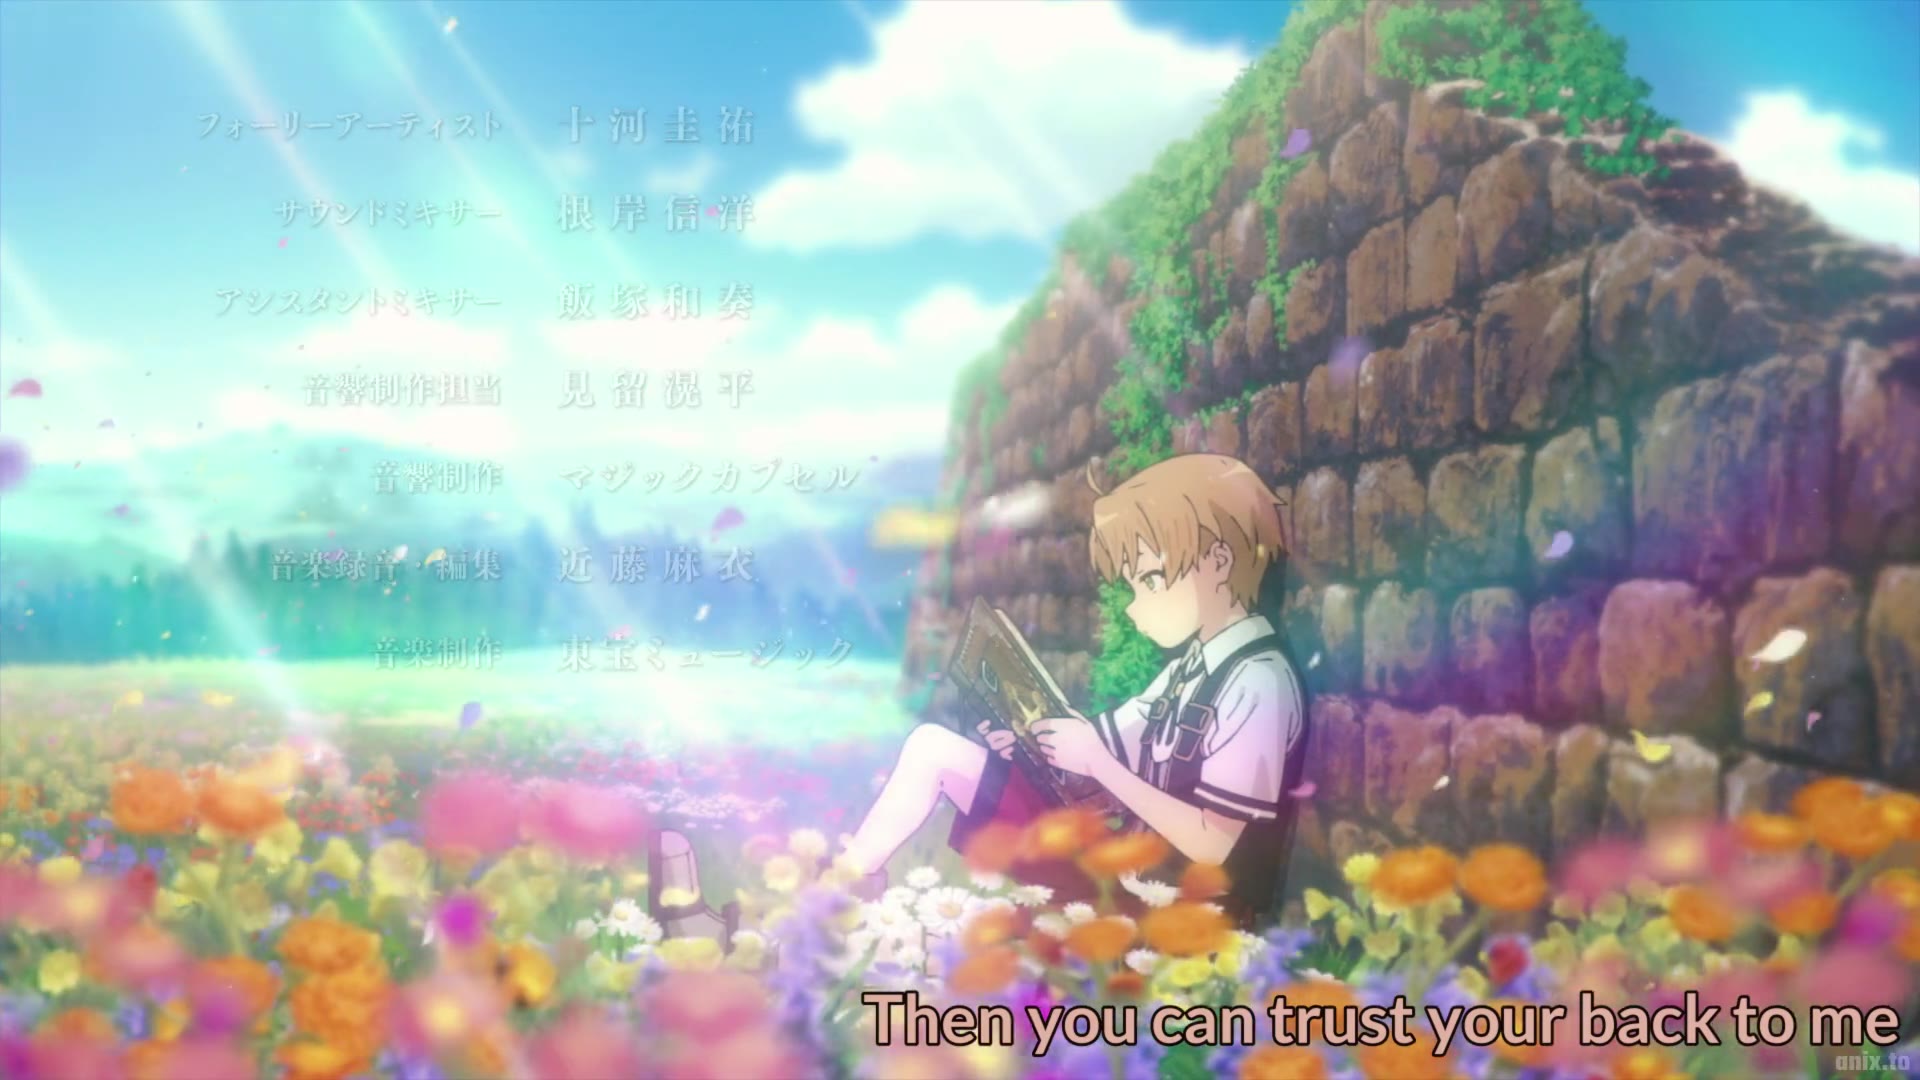 フォーリーアーティスト 十河圭祐
サウンドミキサー 根岸信洋
アシスタントミキサー 飯塚和奏
音響制作担当 見留滉平
音響制作 マジックカプセル
音楽録音・編集 近藤麻衣
音楽制作 東宝ミュージック
Then you can trust your back to me
anix.to